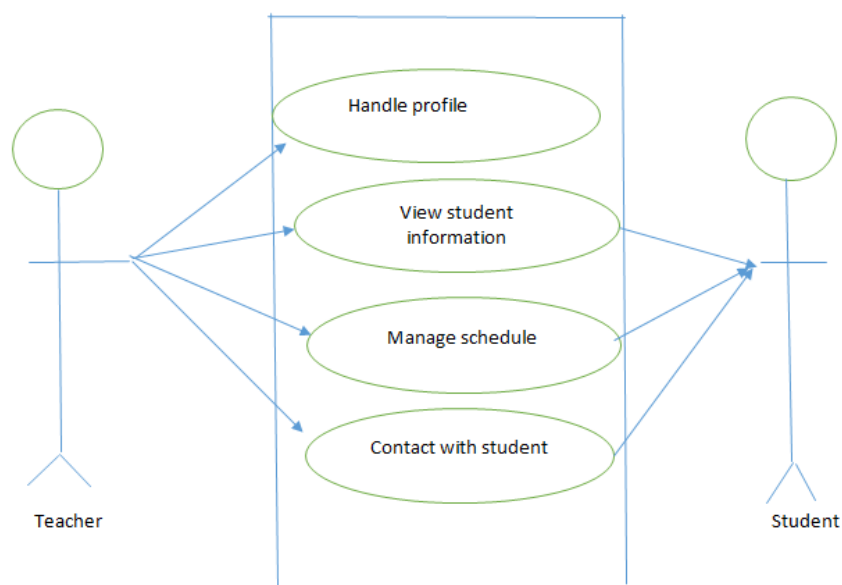 Handle profile
View student
information
Manage schedule
Contact with student
Teacher
Student